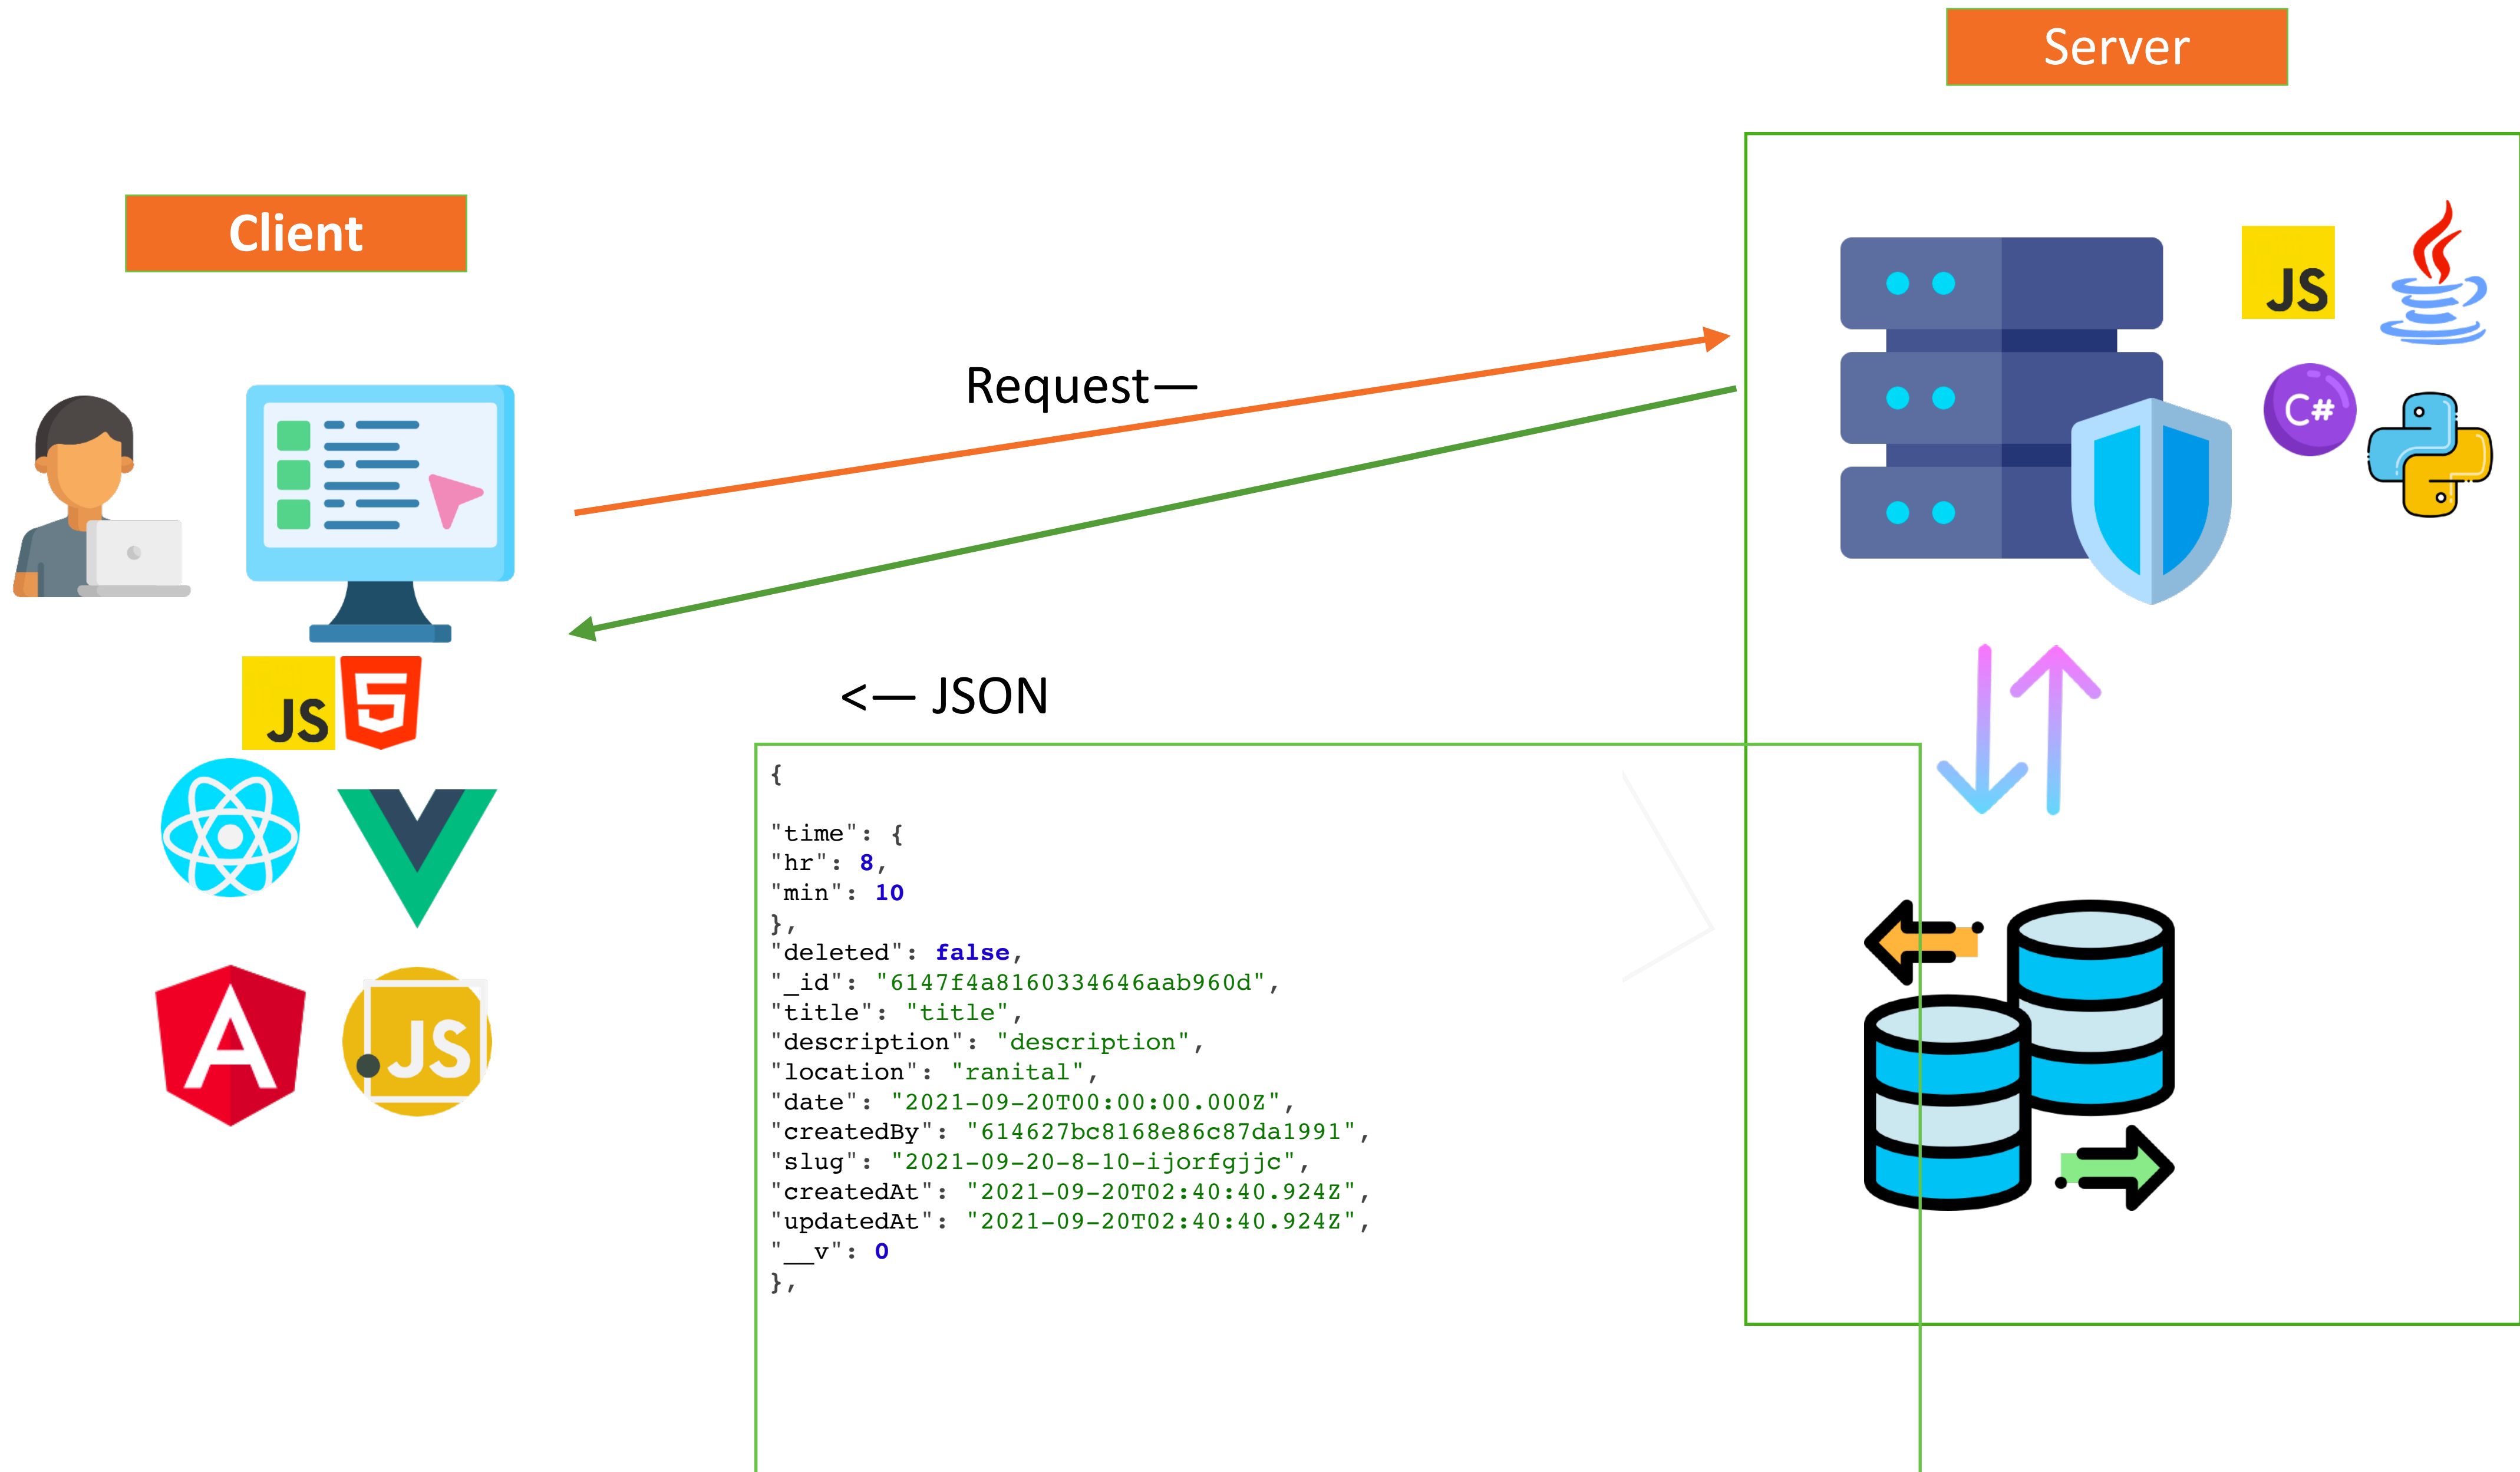 Server
Client
Request—
JS
C#
<— JSON
JS
JS
{
"time": {
"hr": 8,
"min": 10
},
"deleted": false,
"_id": "6147f4a8160334646aab960d",
"title": "title",
"description": "description",
"location": "ranital",
"date": "2021-09-20T00:00:00.000Z",
"createdBy": "614627bc8168e86c87da1991",
"slug": "2021-09-20-8-10-ijorfgjjc",
"createdAt": "2021-09-20T02:40:40.924Z",
"updatedAt": "2021-09-20T02:40:40.924Z",
"__v": 0
},